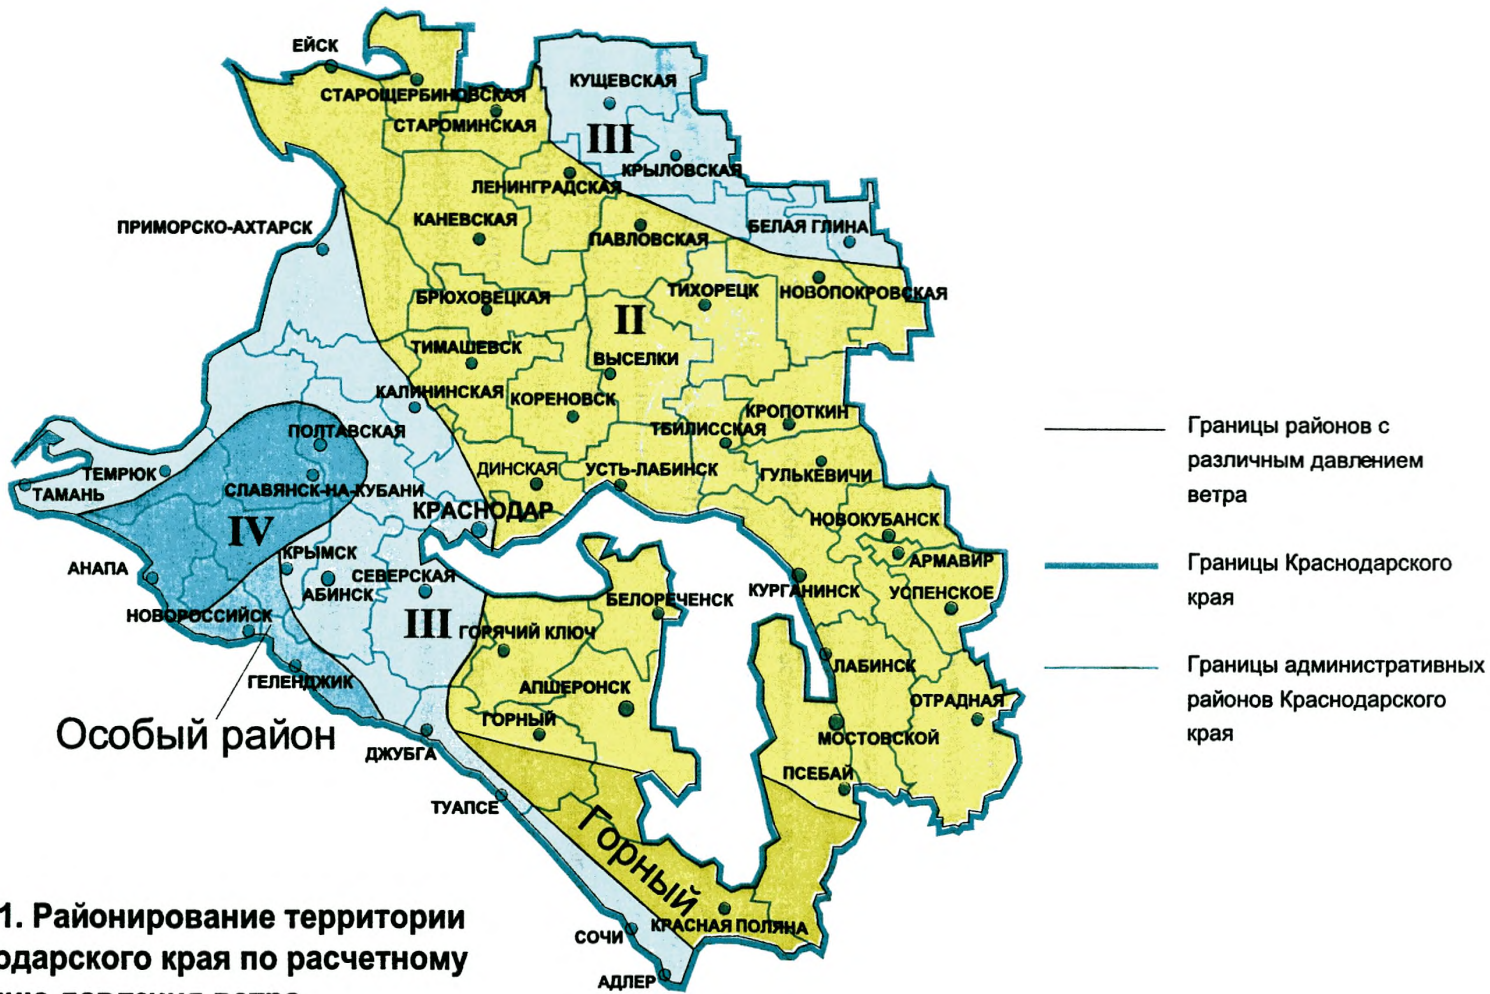 ЕЙСК
СТАРОЩЕРБИНОВСКАЯ
СТАРОМИНСКАЯ
КУЩЕВСКАЯ
III
КРЫЛОВСКАЯ
ЛЕНИНГРАДСКАЯ
ПРИМОРСКО-АХТАРСК
КАНЕВСКАЯ
ПАВЛОВСКАЯ
БЕЛАЯ ГЛИНА
БРЮХОВЕЦКАЯ
ТИХОРЕЦК
НОВОПОКРОВСКАЯ
II
ТИМАШЕВСК
ВЫСЕЛКИ
КАЛИНИНСКАЯ
КОРЕНОВСК
КРОПОТКИН
ПОЛТАВСКАЯ
ТБИЛИССКАЯ
ТЕМРЮК
ТАМАНЬ
СЛАВЯНСК-НА-КУБАНИ
ДИНСКАЯ
УСТЬ-ЛАБИНСК
ГУЛЬКЕВИЧИ
КРАСНОДАР
НОВОКУБАНСК
IV
КРЫМСК
АРМАВИР
АНАПА
АБИНСК
СЕВЕРСКАЯ
КУРГАНИНСК
УСПЕНСКОЕ
НОВОРОССИЙСК
III
ГОРЯЧИЙ КЛЮЧ
БЕЛОРЕЧЕНСК
ГЕЛЕНДЖИК
АПШЕРОНСК
ЛАБИНСК
ОТРАДНАЯ
Особый район
ГОРНЫЙ
МОСТОВСКОЙ
ДЖУБГА
ПСЕБАЙ
ТУАПСЕ
Горный
КРАСНАЯ ПОЛЯНА
СОЧИ
АДЛЕР
Границы районов с
различным давлением
ветра
Границы Краснодарского
края
Границы административных
районов Краснодарского
края
1. Районирование территории
одарского края по расчетному
давления ветра